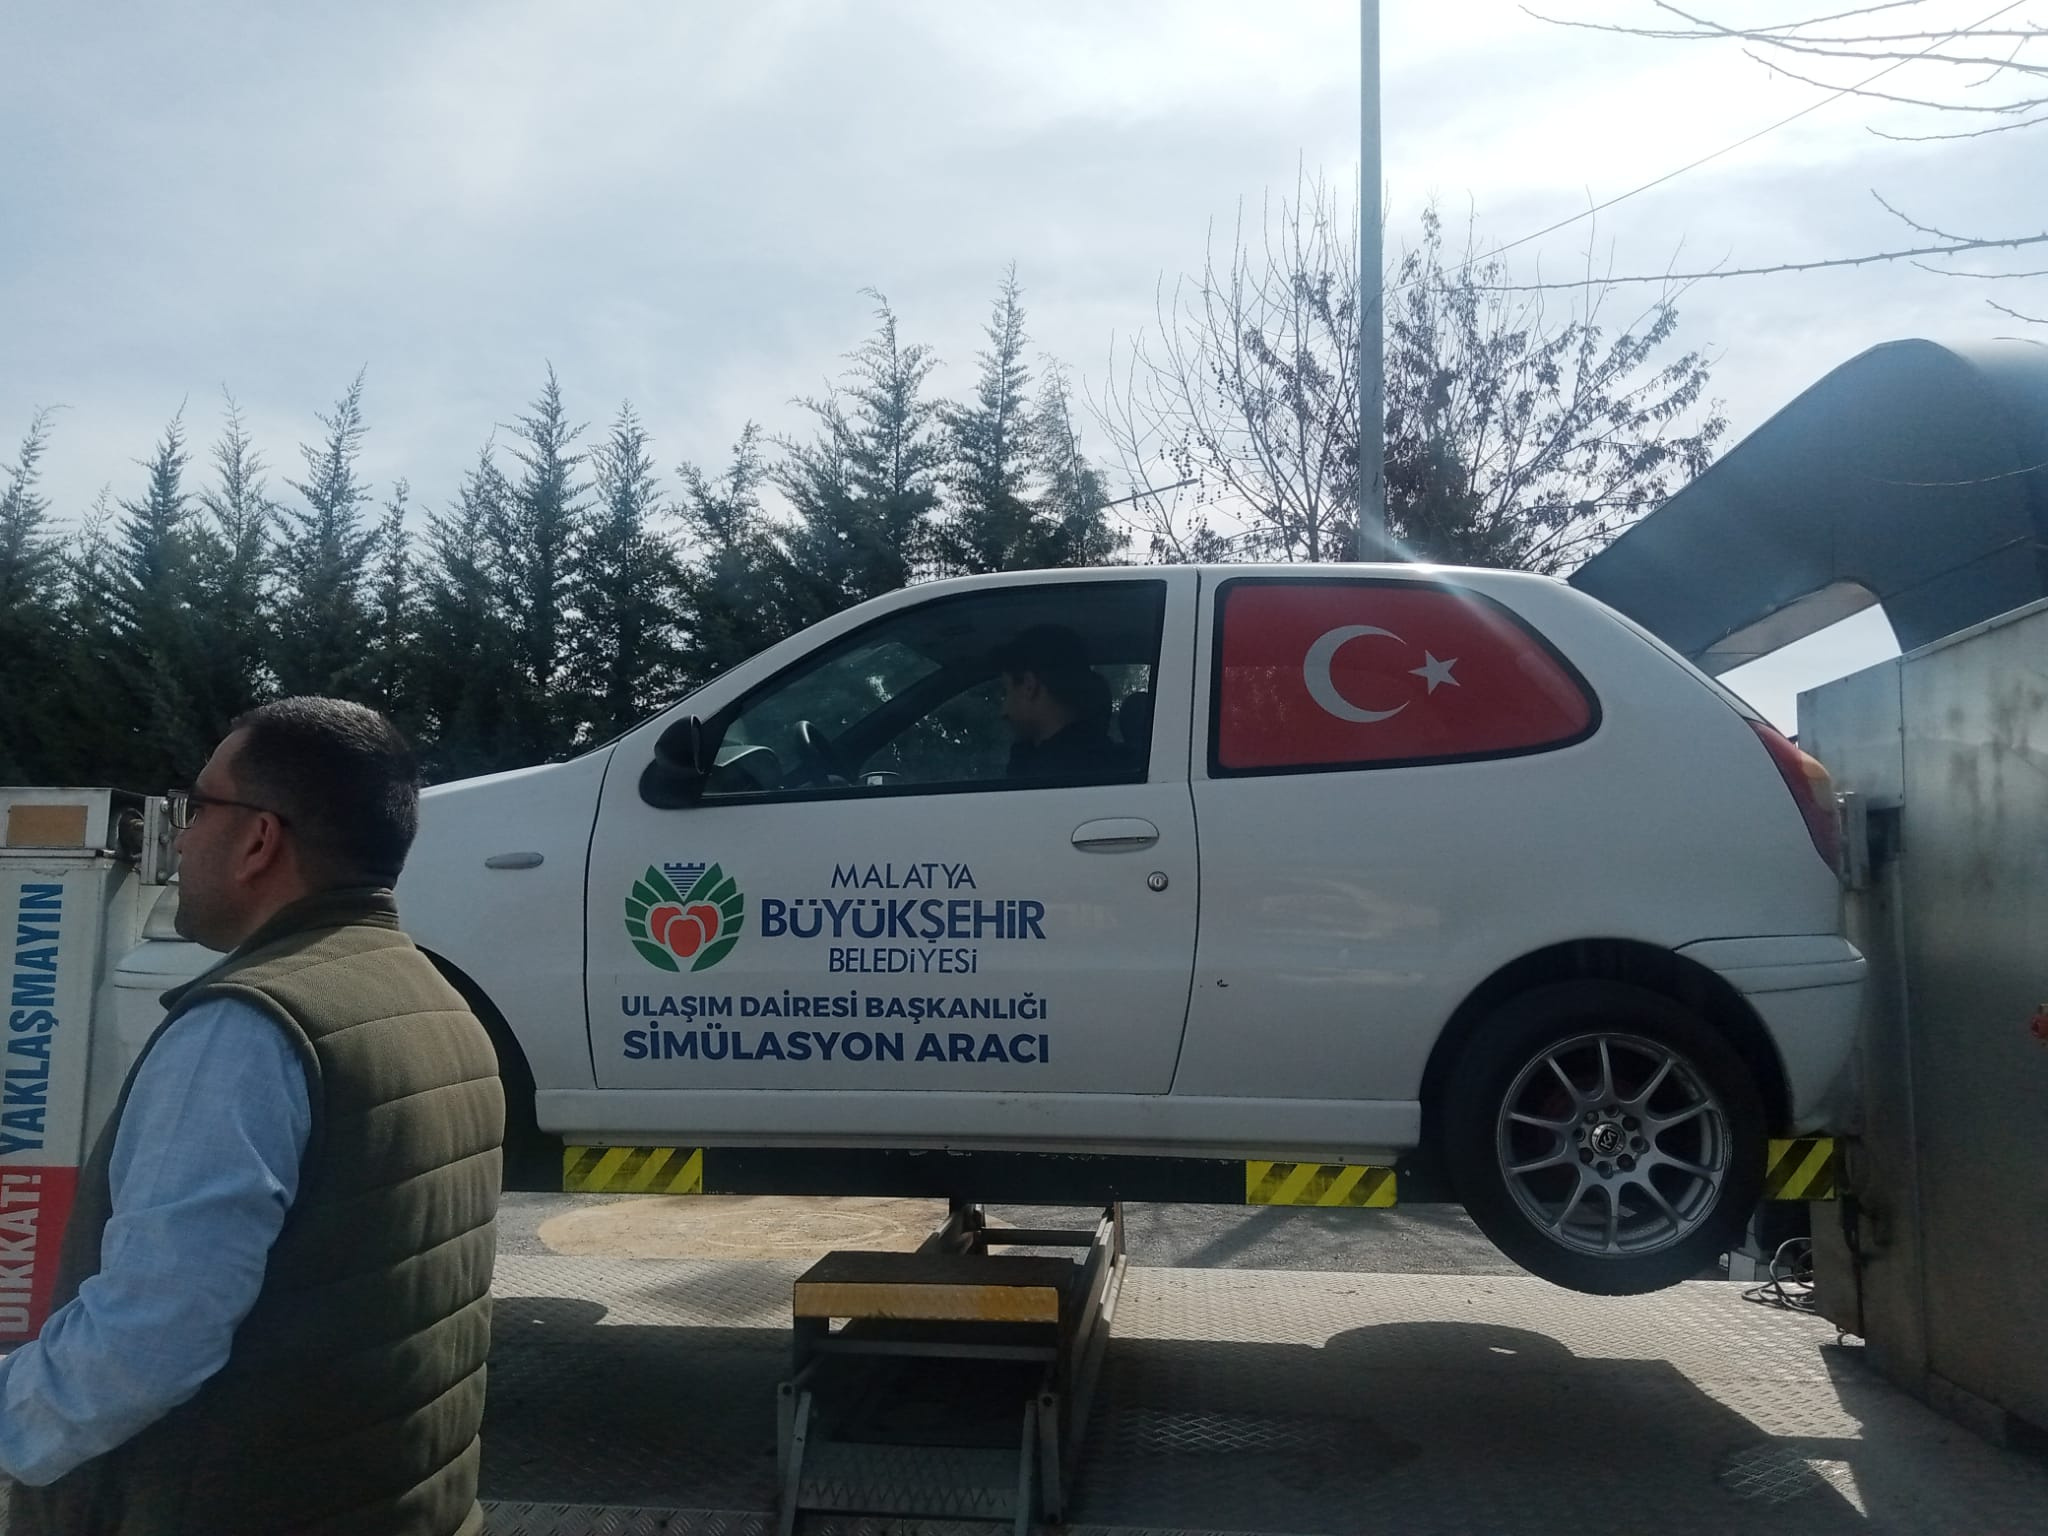 DİKKAT! YAKLAŞMAYIN
MALATYA
BÜYÜKŞEHİR
BELEDİYESİ
ULAŞIM DAİRESİ BAŞKANLIĞI
SİMÜLASYON ARACI